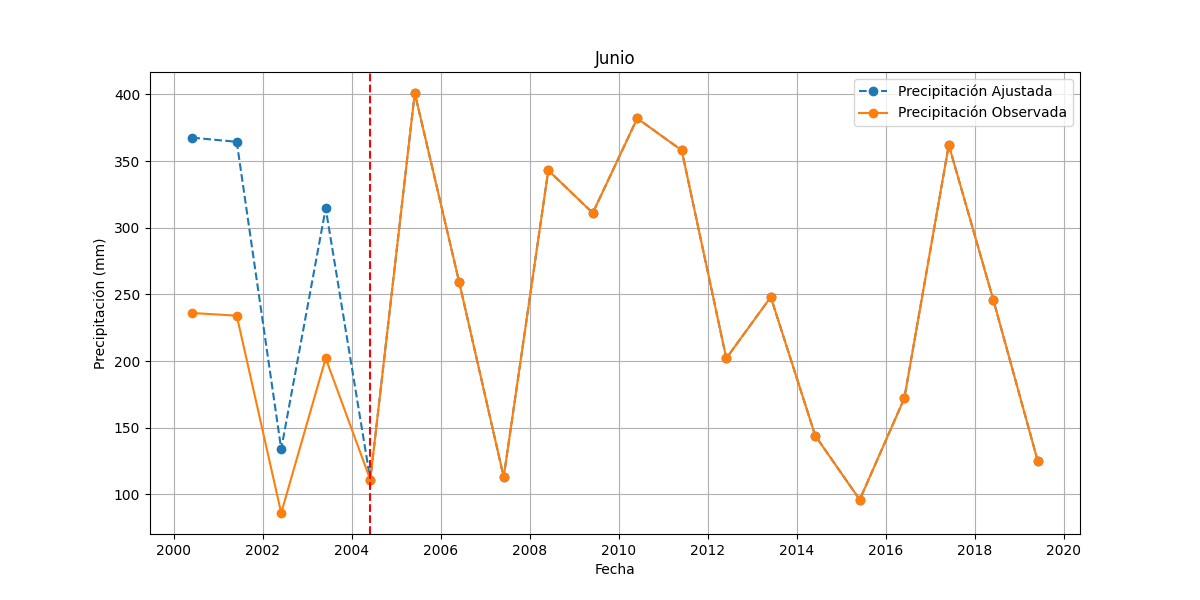 Junio
Precipitación Ajustada
Precipitación Observada
400
350
300
250
200
150
100
Precipitación (mm)
2000 2002 2004 2006 2008 2010 2012 2014 2016 2018 2020
Fecha